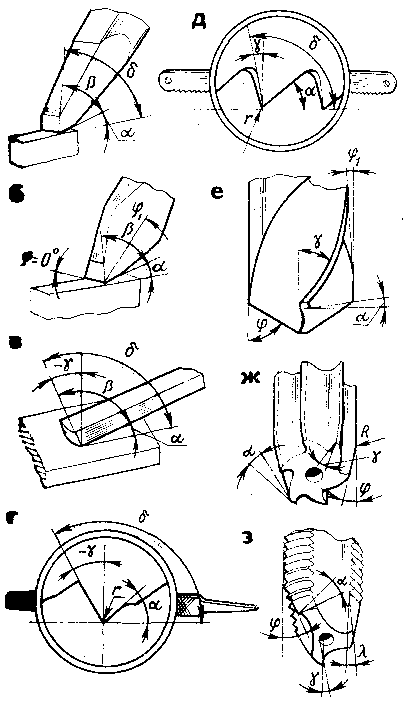 β
δ
α
д
γ
δ
α
r
б
φ₁
β
φ=0°
α
е
φ₁
γ
φ
α
в
-γ
δ
β
α
ж
R
α
γ
φ
г
δ
-γ
r
α
з
α
φ
γ
λ